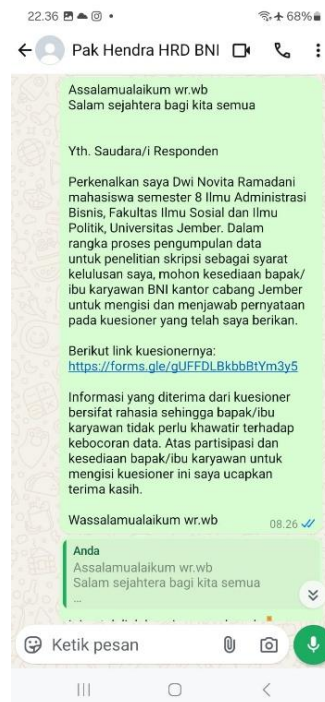 22.36
68%
Pak Hendra HRD BNI
Assalamualaikum wr.wb
Salam sejahtera bagi kita semua
Yth. Saudara/i Responden
Perkenalkan saya Dwi Novita Ramadani
mahasiswa semester 8 Ilmu Administrasi
Bisnis, Fakultas Ilmu Sosial dan Ilmu
Politik, Universitas Jember. Dalam
rangka proses pengumpulan data
untuk penelitian skripsi sebagai syarat
kelulusan saya, mohon kesediaan bapak/
ibu karyawan BNI kantor cabang Jember
untuk mengisi dan menjawab pernyataan
pada kuesioner yang telah saya berikan.
Berikut link kuesionernya:
https://forms.gle/gUFFDLBkbbBtYm3y5
Informasi yang diterima dari kuesioner
bersifat rahasia sehingga bapak/ibu
karyawan tidak perlu khawatir terhadap
kebocoran data. Atas partisipasi dan
kesediaan bapak/ibu karyawan untuk
mengisi kuesioner ini saya ucapkan
terima kasih.
Wassalamualaikum wr.wb
08.26
Anda
Assalamualaikum wr.wb
Salam sejahtera bagi kita semua
...
Ketik pesan